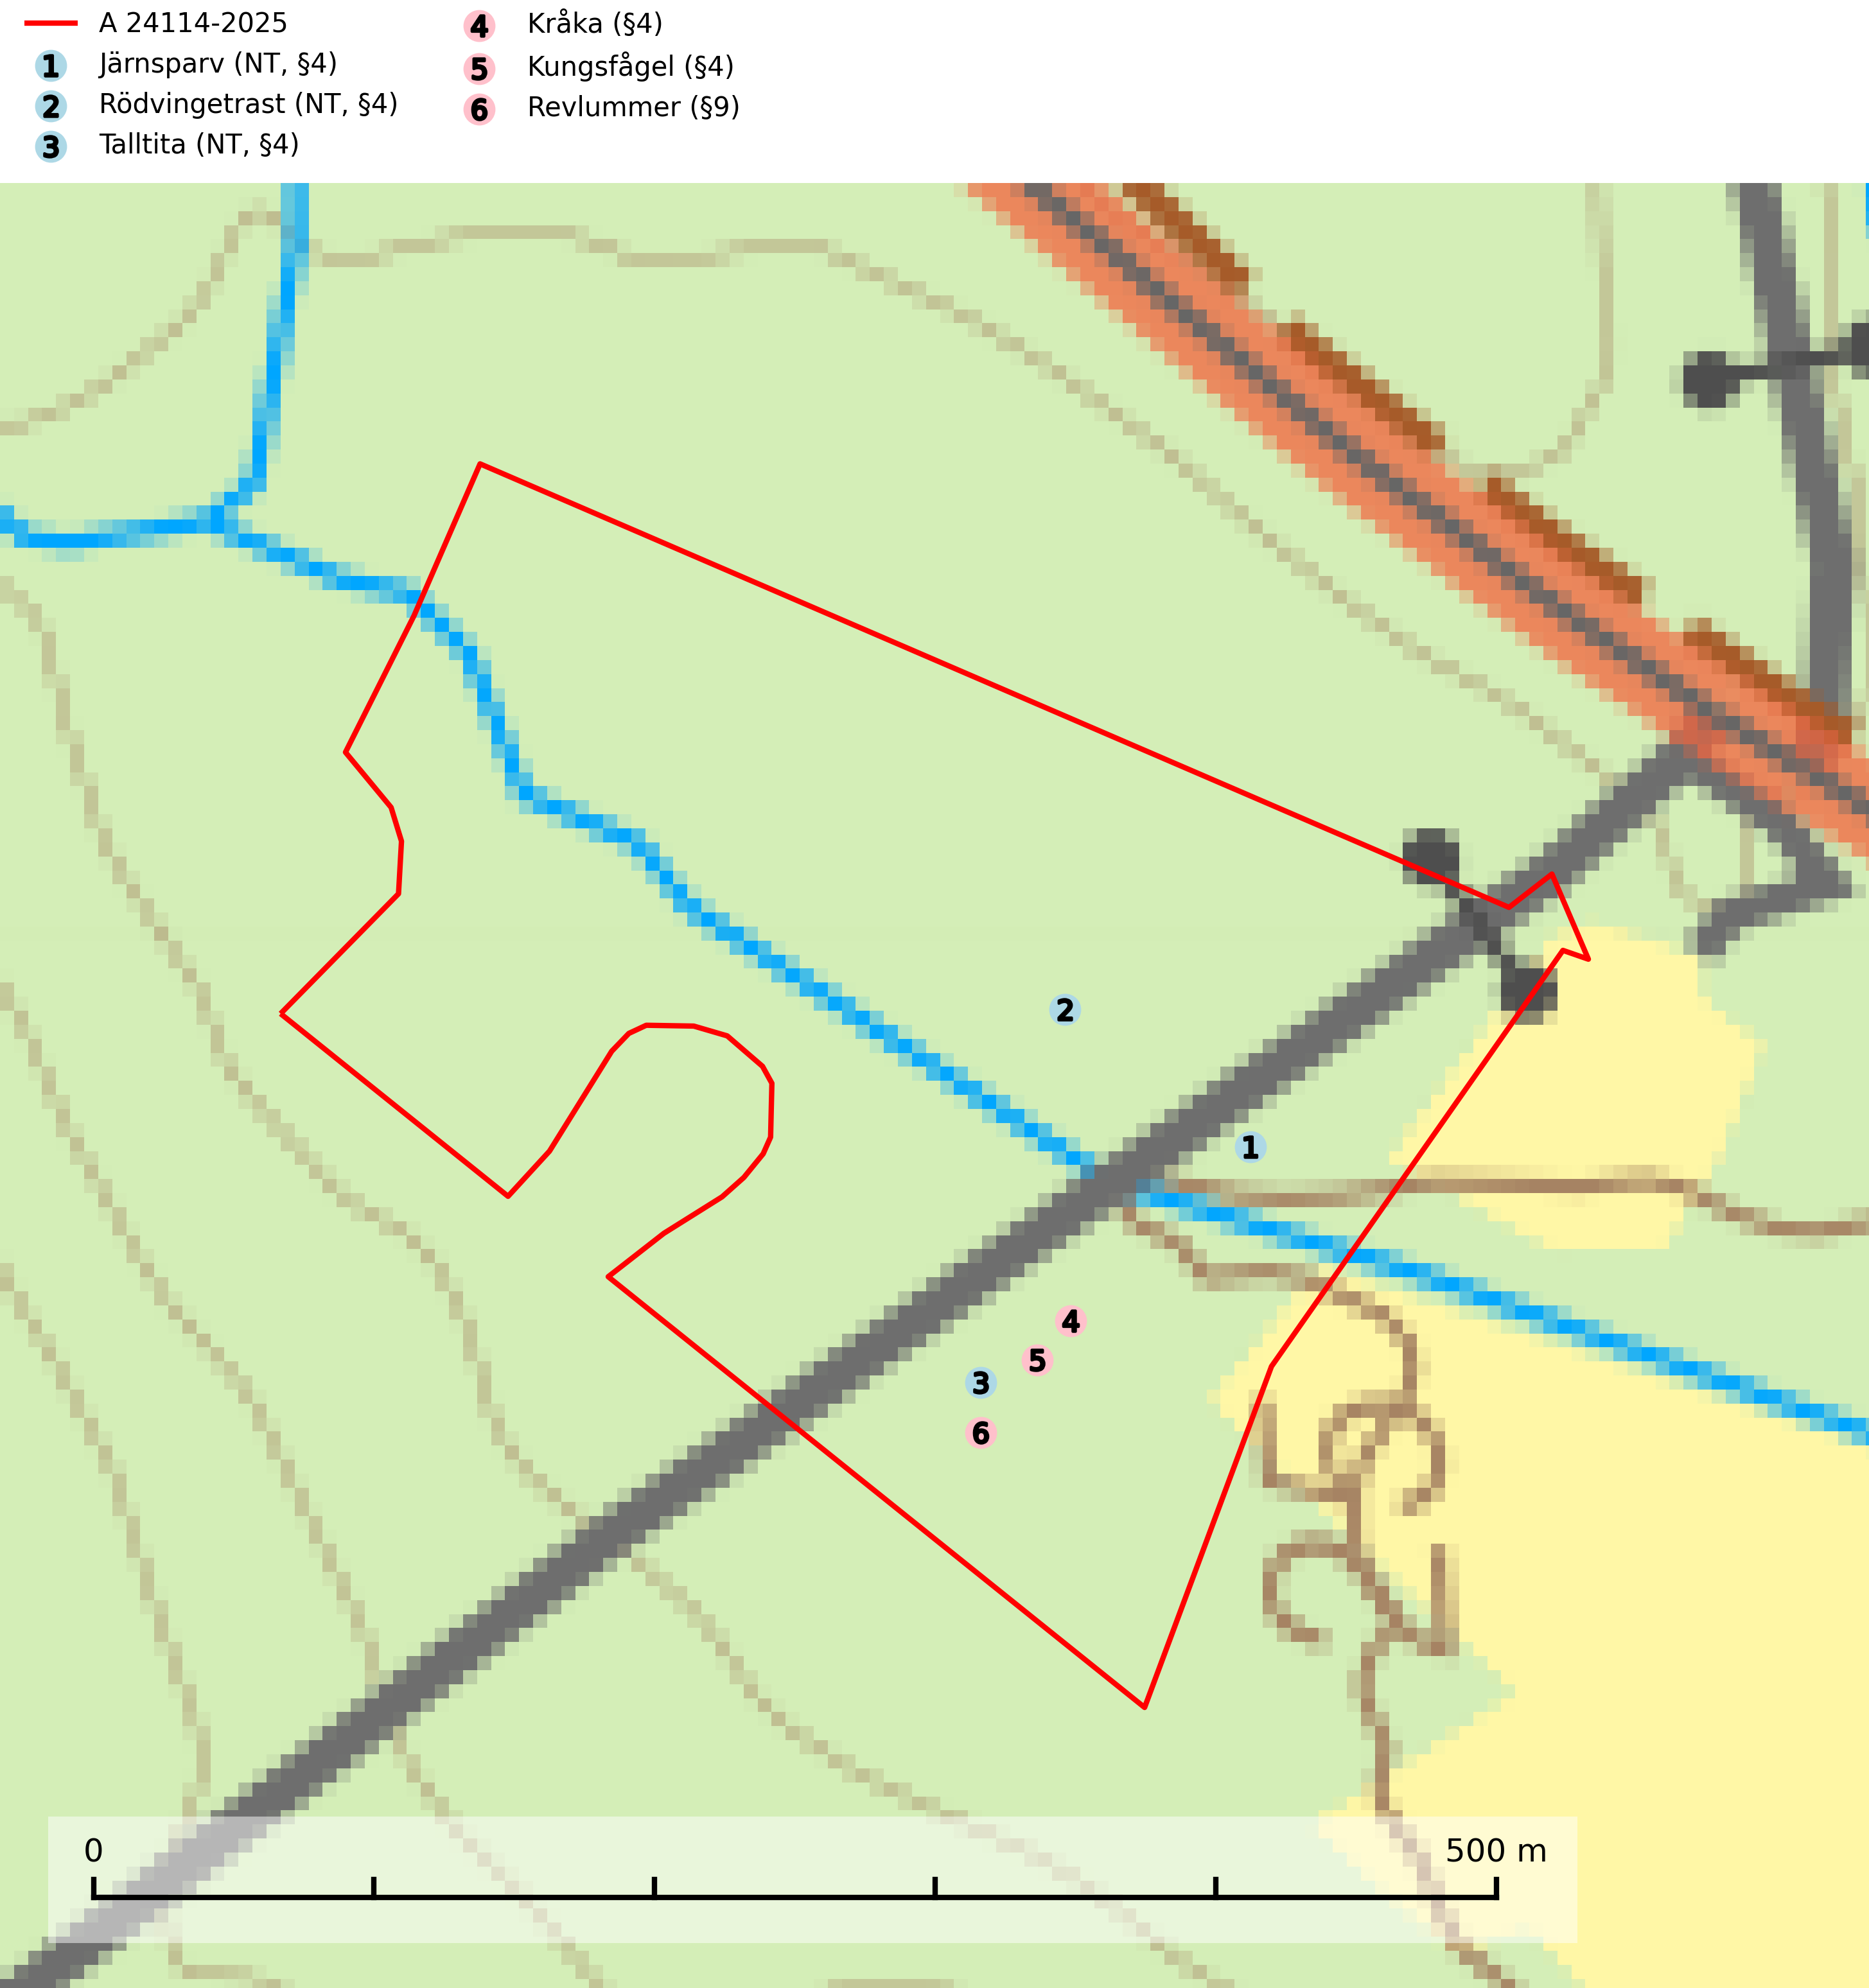 A 24114-2025
1 Järnsparv (NT, §4)
2 Rödvingetrast (NT, §4)
3 Talltita (NT, §4)
4 Kråka (§4)
5 Kungsfågel (§4)
6 Revlummer (§9)
2
1
4
5
3
6
0 500 m